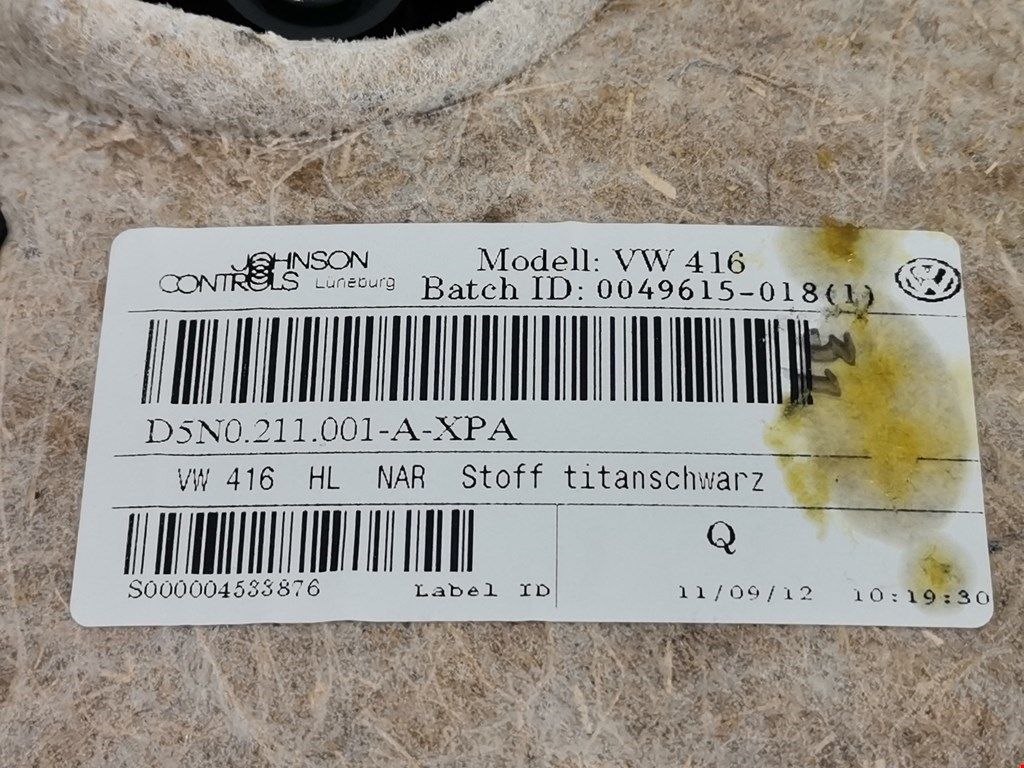 JOHNSON
CONTROLS Lüneburg
Modell: VW 416
Batch ID: 0049615-018(1)
31
D5N0.211.001-A-XPA
VW 416 HL NAR Stoff titanschwarz
S000004533876 Label ID
Q
11/09/12 10:19:30